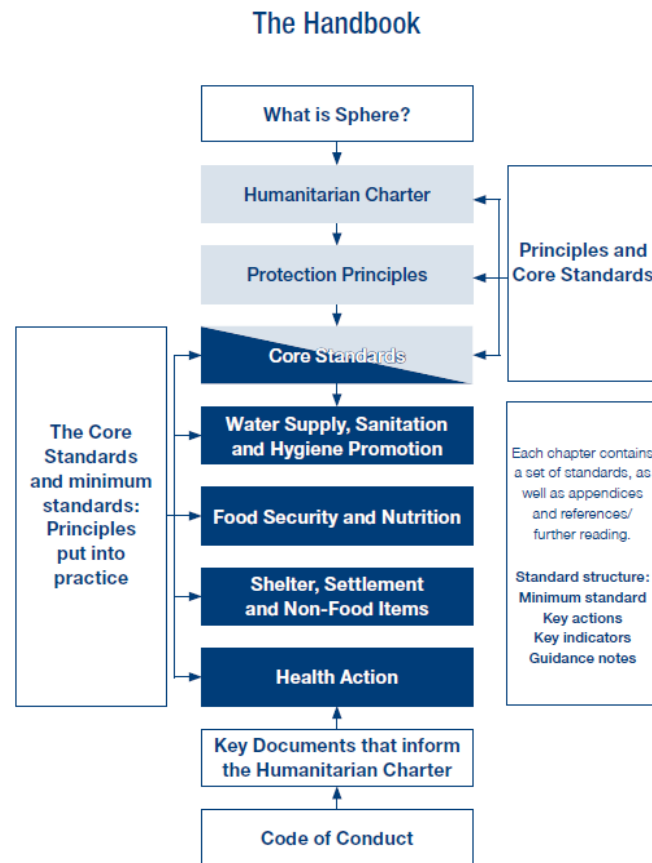 The Handbook
What is Sphere?
Humanitarian Charter
Protection Principles
Principles and
Core Standards
Core Standards
The Core
Standards
and minimum
standards:
Principles
put into
practice
Water Supply, Sanitation
and Hygiene Promotion
Food Security and Nutrition
Shelter, Settlement
and Non-Food Items
Health Action
Each chapter contains
a set of standards, as
well as appendices
and references/
further reading.
Standard structure:
Minimum standard
Key actions
Key indicators
Guidance notes
Key Documents that inform
the Humanitarian Charter
Code of Conduct